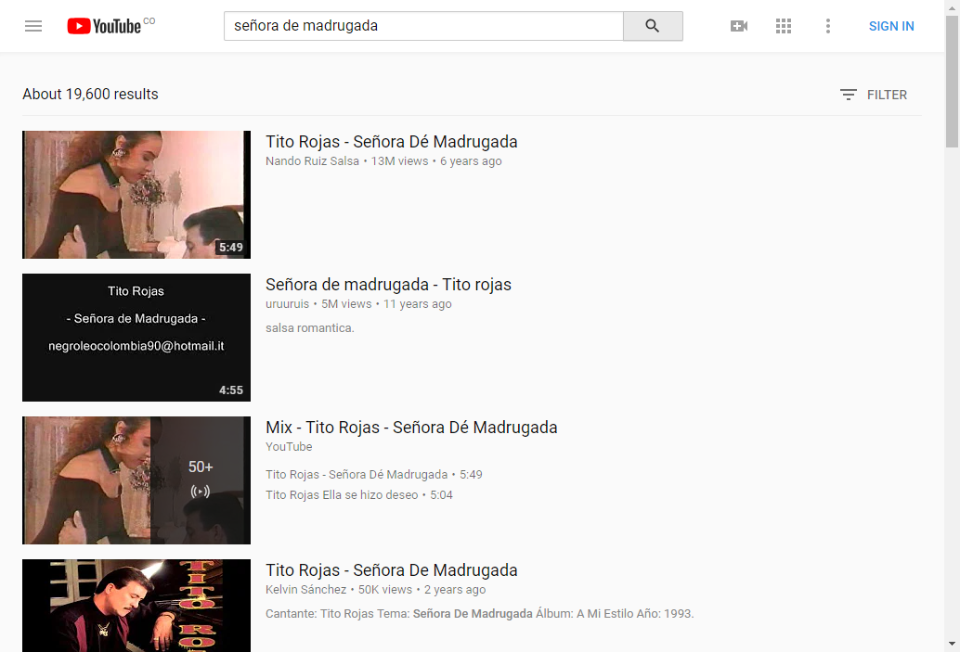 YouTube CO
señora de madrugada
SIGN IN
About 19,600 results
FILTER
Tito Rojas - Señora Dé Madrugada
Nando Ruiz Salsa • 13M views • 6 years ago
5:49
Tito Rojas
- Señora de Madrugada -
negroleocolombia90@hotmail.it
4:55
Señora de madrugada - Tito rojas
uruuruis • 5M views • 11 years ago
salsa romantica.
50+
Mix - Tito Rojas - Señora Dé Madrugada
YouTube
Tito Rojas - Señora Dé Madrugada • 5:49
Tito Rojas Ella se hizo deseo • 5:04
TITO
RO
Tito Rojas - Señora De Madrugada
Kelvin Sánchez • 50K views • 2 years ago
Cantante: Tito Rojas Tema: Señora De Madrugada Álbum: A Mi Estilo Año: 1993.